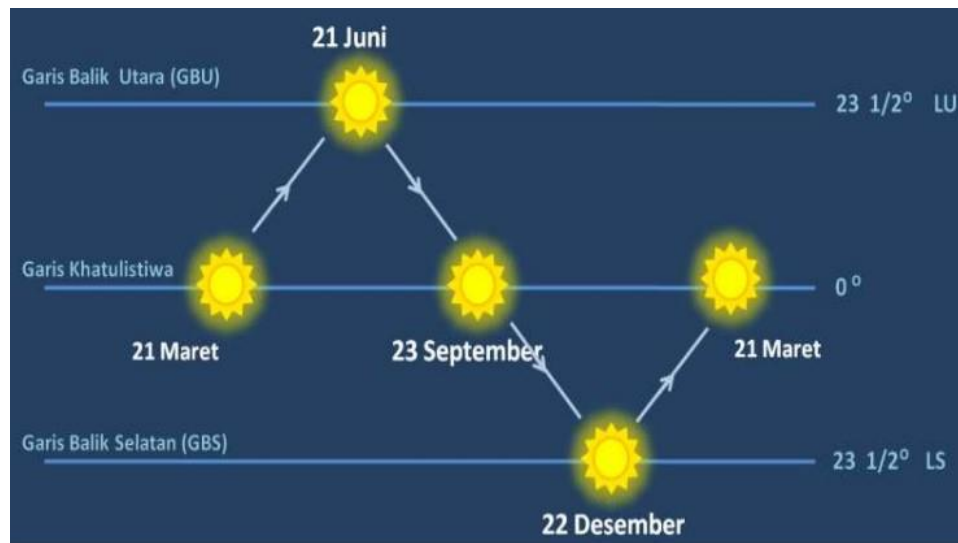 21 Juni
Garis Balik Utara (GBU)
23 1/2° LU
Garis Khatulistiwa
0 °
21 Maret
23 September
21 Maret
Garis Balik Selatan (GBS)
23 1/2° LS
22 Desember